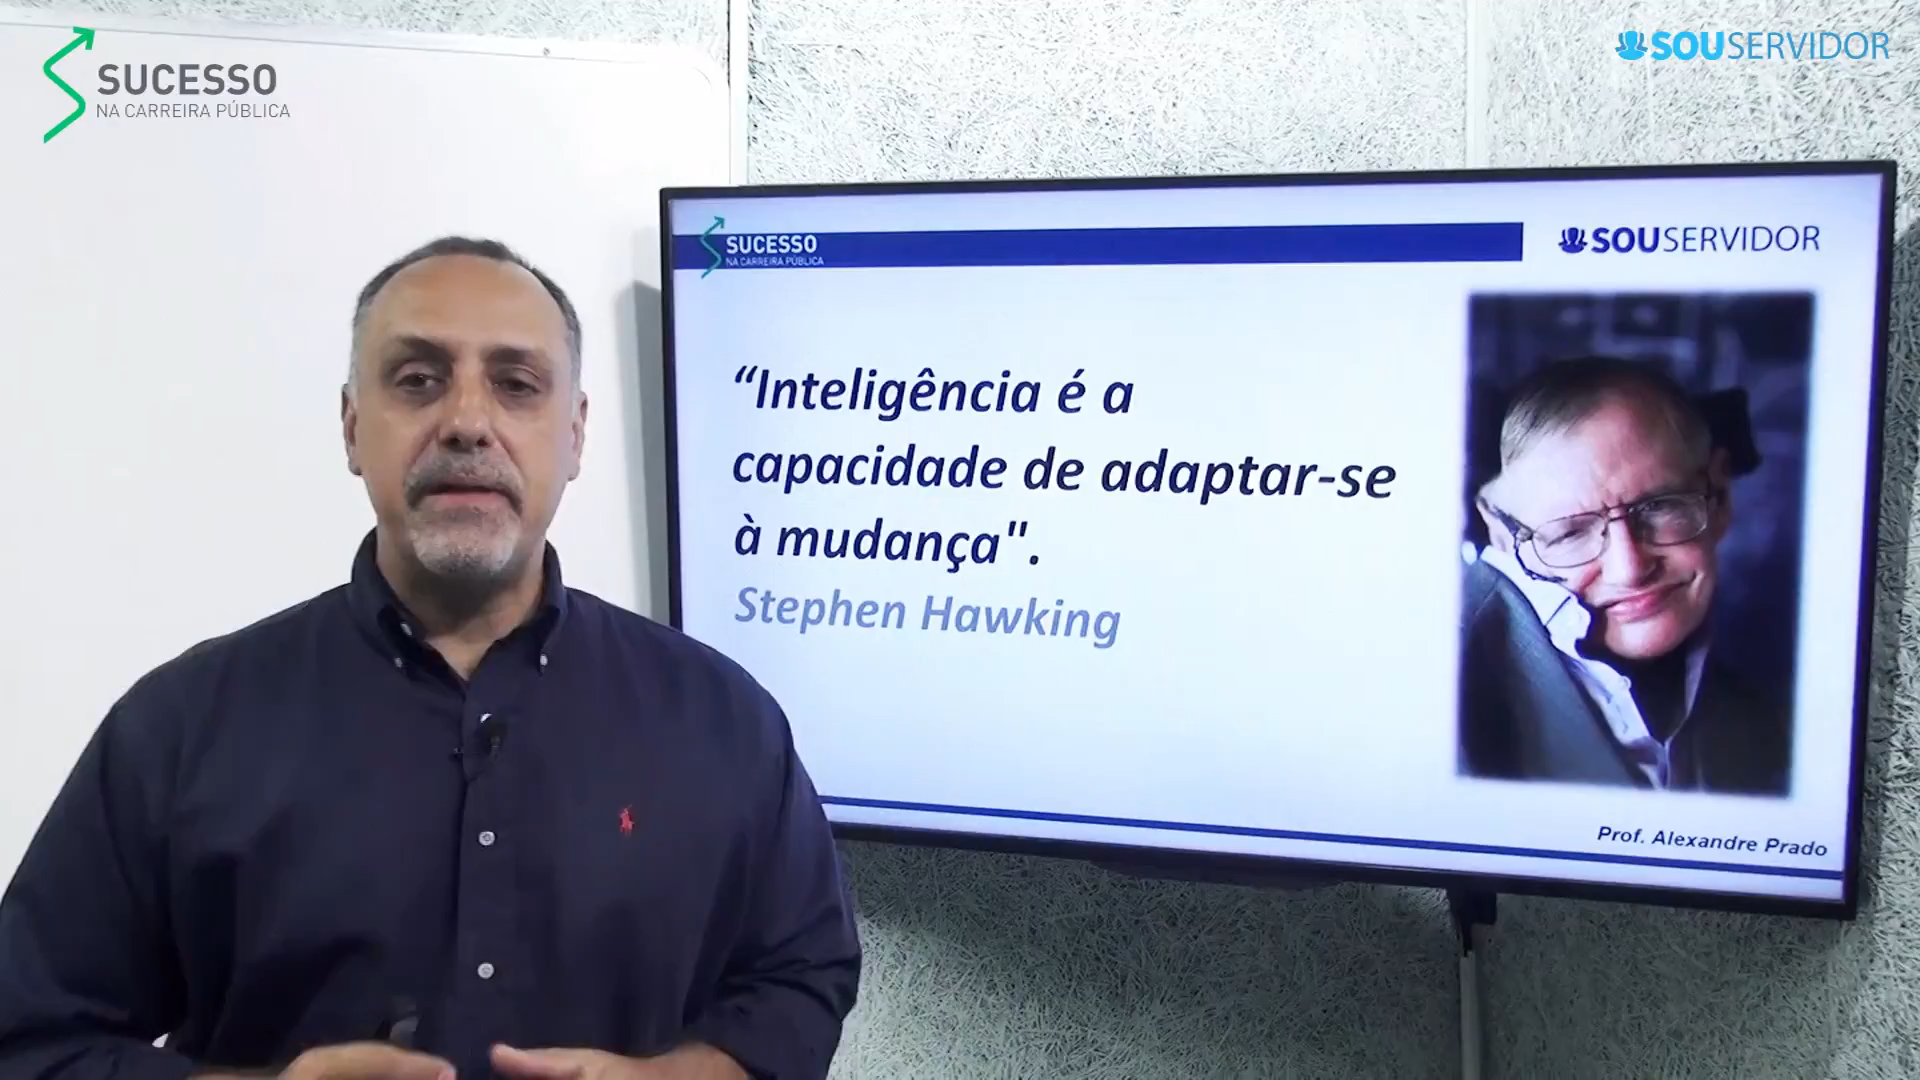 SUCESSO
NA CARREIRA PÚBLICA
SOUSERVIDOR
SUCESSO
NA CARREIRA PÚBLICA
SOUSERVIDOR
“Inteligência é a
capacidade de adaptar-se
à mudança".
Stephen Hawking
Prof. Alexandre Prado